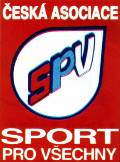 ČESKÁ ASOCIACE
SPV
SPORT
PRO VŠECHNY